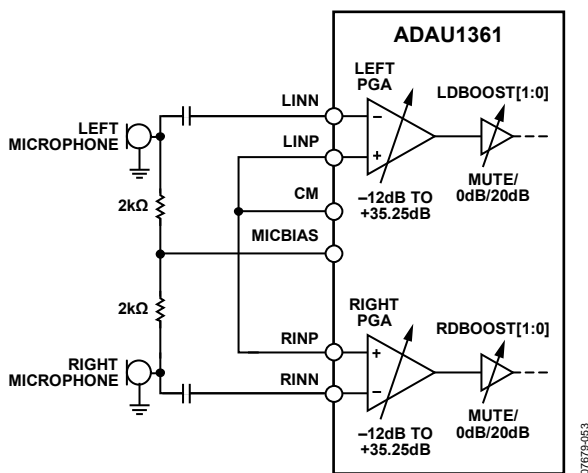 ADAU1361
LEFT
PGA
LDBOOST[1:0]
LINN
LEFT
MICROPHONE
LINP
CM
–12dB TO
+35.25dB
MUTE/
0dB/20dB
2kΩ
MICBIAS
2kΩ
RIGHT
PGA
RDBOOST[1:0]
RINP
RIGHT
MICROPHONE
RINN
–12dB TO
+35.25dB
MUTE/
0dB/20dB
07679-053